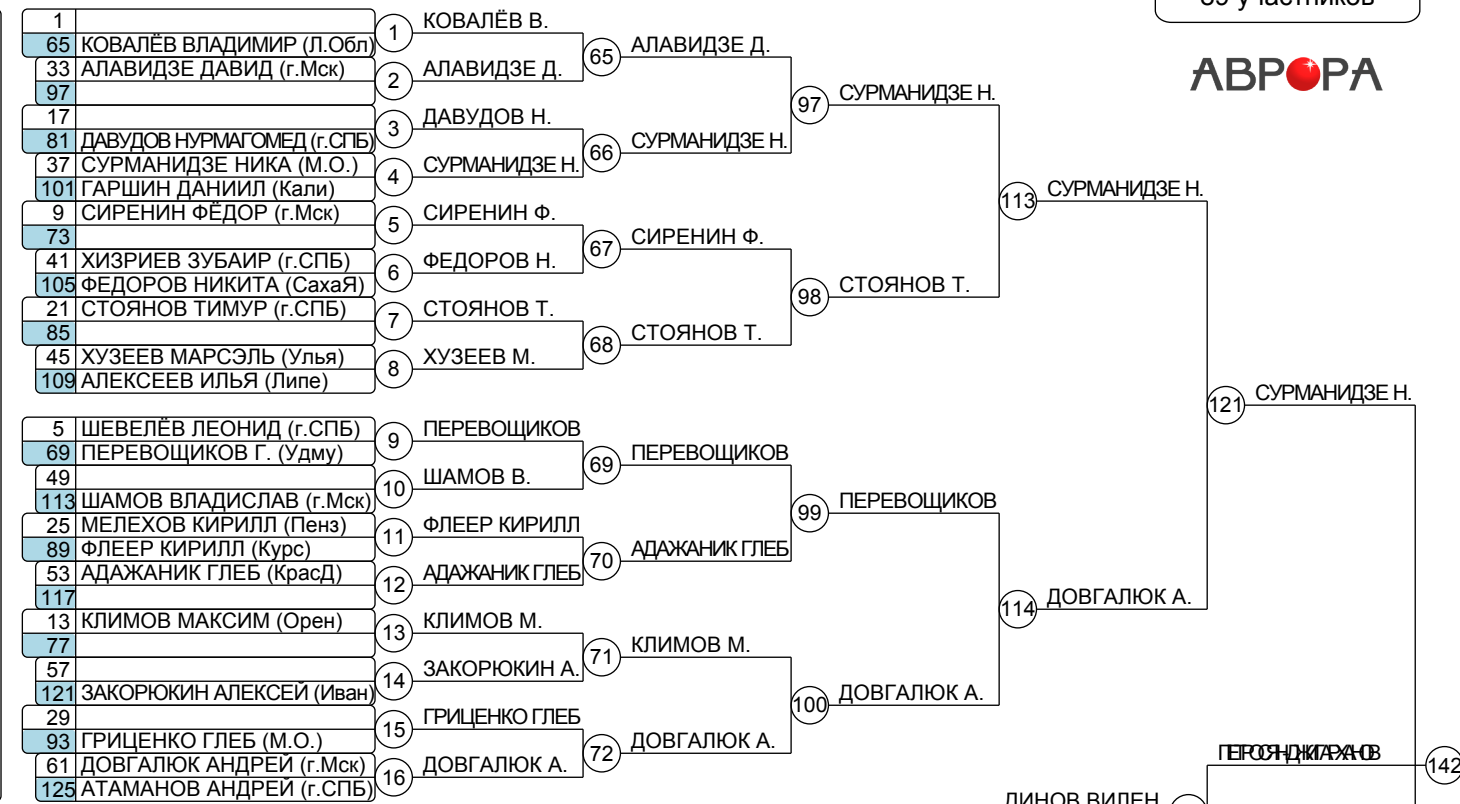 89 участников
АВРОРА
1
65 КОВАЛЁВ ВЛАДИМИР (Л.Обл)
33 АЛАВИДЗЕ ДАВИД (г.Мск)
97
17
81 ДАВУДОВ НУРМАГОМЕД (г.СПБ)
37 СУРМАНИДЗЕ НИКА (М.О.)
101 ГАРШИН ДАНИИЛ (Кали)
9 СИРЕНИН ФЁДОР (г.Мск)
73
41 ХИЗРИЕВ ЗУБАИР (г.СПБ)
105 ФЕДОРОВ НИКИТА (СахаЯ)
21 СТОЯНОВ ТИМУР (г.СПБ)
85
45 ХУЗЕЕВ МАРСЭЛЬ (Улья)
109 АЛЕКСЕЕВ ИЛЬЯ (Липе)
5 ШЕВЕЛЁВ ЛЕОНИД (г.СПБ)
69 ПЕРЕВОЩИКОВ Г. (Удму)
49
113 ШАМОВ ВЛАДИСЛАВ (г.Мск)
25 МЕЛЕХОВ КИРИЛЛ (Пенз)
89 ФЛЕЕР КИРИЛЛ (Курс)
53 АДАЖАНИК ГЛЕБ (КрасД)
117
13 КЛИМОВ МАКСИМ (Орен)
77
57
121 ЗАКОРЮКИН АЛЕКСЕЙ (Иван)
29
93 ГРИЦЕНКО ГЛЕБ (М.О.)
61 ДОВГАЛЮК АНДРЕЙ (г.Мск)
125 АТАМАНОВ АНДРЕЙ (г.СПБ)
1 КОВАЛЁВ В.
2 АЛАВИДЗЕ Д.
3 ДАВУДОВ Н.
4 СУРМАНИДЗЕ Н.
5 СИРЕНИН Ф.
6 ФЕДОРОВ Н.
7 СТОЯНОВ Т.
8 ХУЗЕЕВ М.
9 ПЕРЕВОЩИКОВ
10 ШАМОВ В.
11 ФЛЕЕР КИРИЛЛ
12 АДАЖАНИК ГЛЕБ
13 КЛИМОВ М.
14 ЗАКОРЮКИН А.
15 ГРИЦЕНКО ГЛЕБ
16 ДОВГАЛЮК А.
65 АЛАВИДЗЕ Д.
66 СУРМАНИДЗЕ Н.
67 СИРЕНИН Ф.
68 СТОЯНОВ Т.
69 ПЕРЕВОЩИКОВ
70 АДАЖАНИК ГЛЕБ
71 КЛИМОВ М.
72 ДОВГАЛЮК А.
97 СУРМАНИДЗЕ Н.
98 СТОЯНОВ Т.
99 ПЕРЕВОЩИКОВ
100 ДОВГАЛЮК А.
113 СУРМАНИДЗЕ Н.
114 ДОВГАЛЮК А.
121 СУРМАНИДЗЕ Н.
142